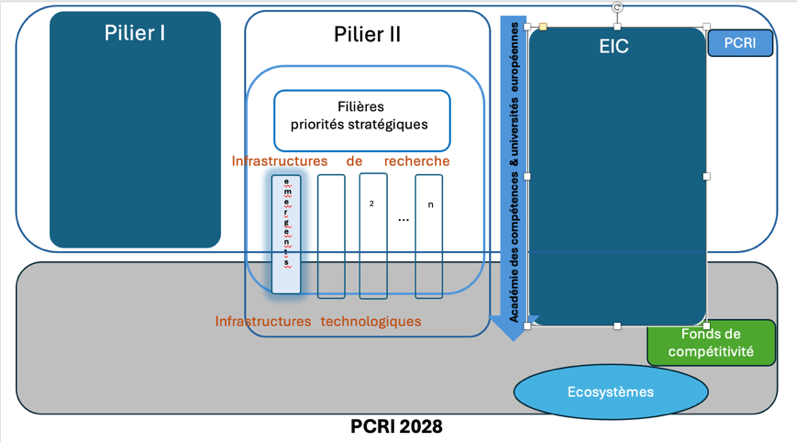 Pilier I
Pilier II
EIC
PCRI
Filières
priorités stratégiques
Infrastructures de recherche
emergents
2
...
n
Infrastructures technologiques
Académie des compétences & universités européennes
Fonds de
compétitivité
Ecosystèmes
PCRI 2028